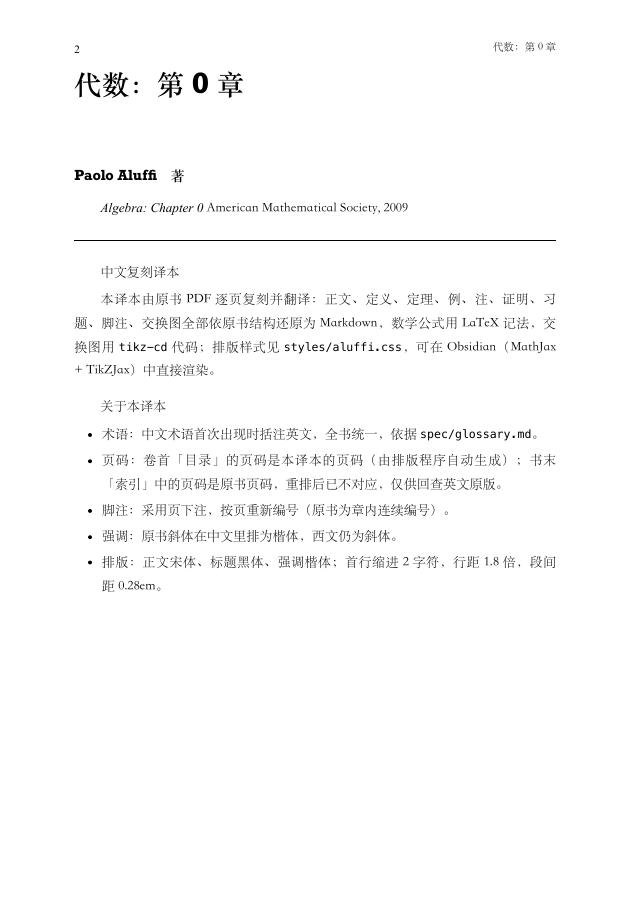 2
代数：第 0 章
代数：第 0 章
Paolo Aluffi 著
Algebra: Chapter 0 American Mathematical Society, 2009
中文复刻译本
本译本由原书 PDF 逐页复刻并翻译：正文、定义、定理、例、注、证明、习
题、脚注、交换图全部依原书结构还原为 Markdown，数学公式用 LaTeX 记法，交
换图用 tikz-cd 代码；排版样式见 styles/aluffi.css，可在 Obsidian（MathJax
+ TikZJax）中直接渲染。
关于本译本
• 术语：中文术语首次出现时括注英文，全书统一，依据 spec/glossary.md。
• 页码：卷首「目录」的页码是本译本的页码（由排版程序自动生成）；书末
「索引」中的页码是原书页码，重排后已不对应，仅供回查英文原版。
• 脚注：采用页下注，按页重新编号（原书为章内连续编号）。
• 强调：原书斜体在中文里排为楷体，西文仍为斜体。
• 排版：正文宋体、标题黑体、强调楷体；首行缩进 2 字符，行距 1.8 倍，段间
距 0.28em。